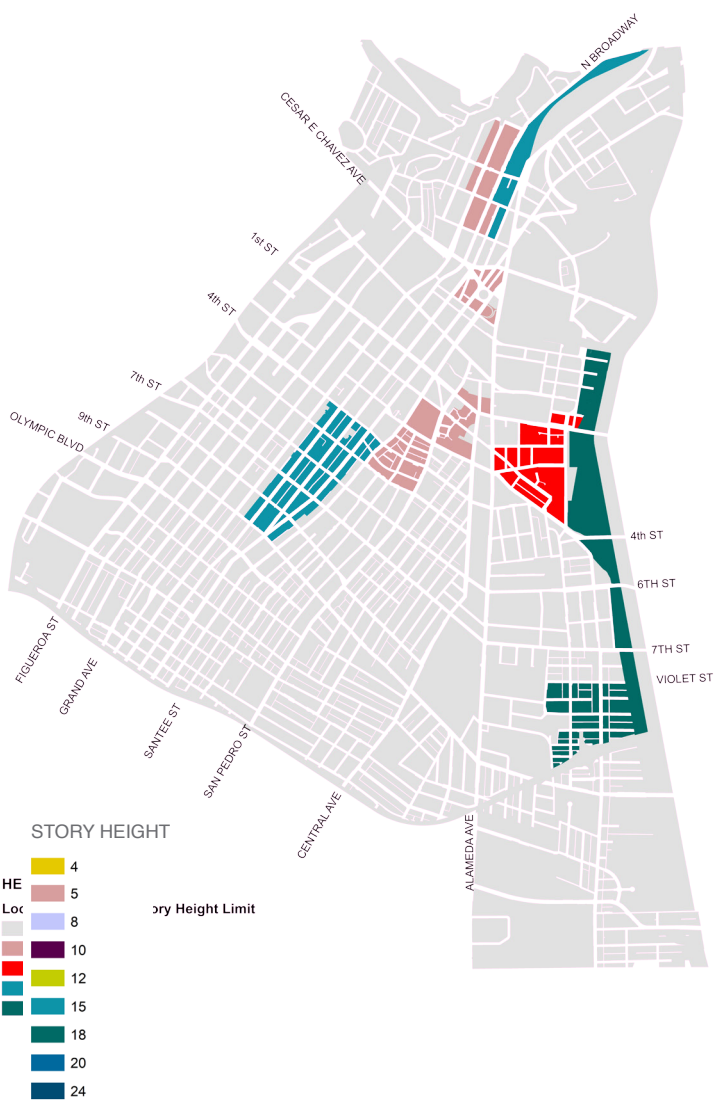 N BROADWAY
CESAR E CHAVEZ AVE
1st ST
4th ST
7th ST
9th ST
OLYMPIC BLVD
4th ST
6TH ST
7TH ST
VIOLET ST
FIGUEROA ST
GRAND AVE
SANTEE ST
SAN PEDRO ST
CENTRAL AVE
ALAMEDA AVE
STORY HEIGHT
4
HE
5
Loc ory Height Limit
8
10
12
15
18
20
24